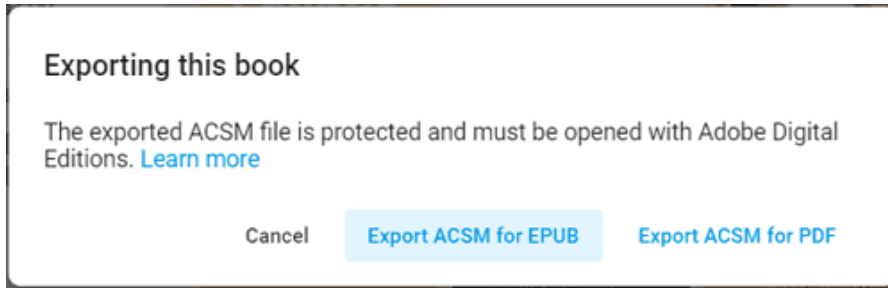 Exporting this book
The exported ACSM file is protected and must be opened with Adobe Digital
Editions. Learn more
Cancel Export ACSM for EPUB Export ACSM for PDF